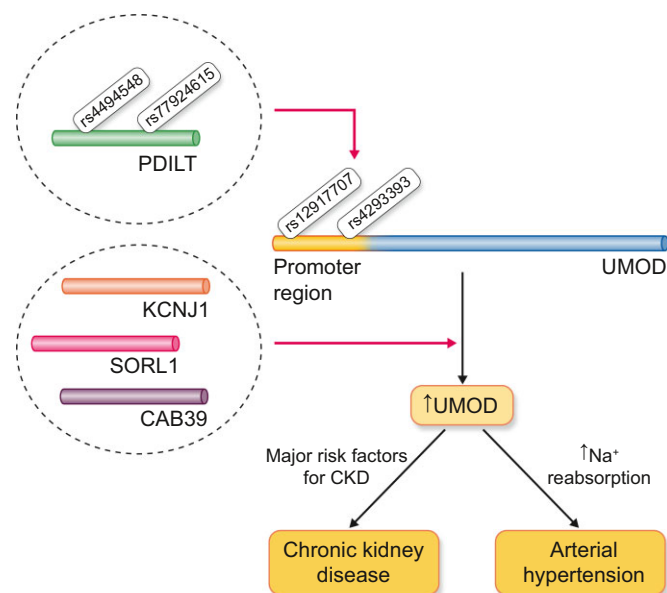 rs4494548
rs77924615
PDILT
rs12917707
rs4293393
Promoter
region
UMOD
KCNJ1
SORL1
CAB39
↑UMOD
Major risk factors
for CKD
↑Na⁺
reabsorption
Chronic kidney
disease
Arterial
hypertension